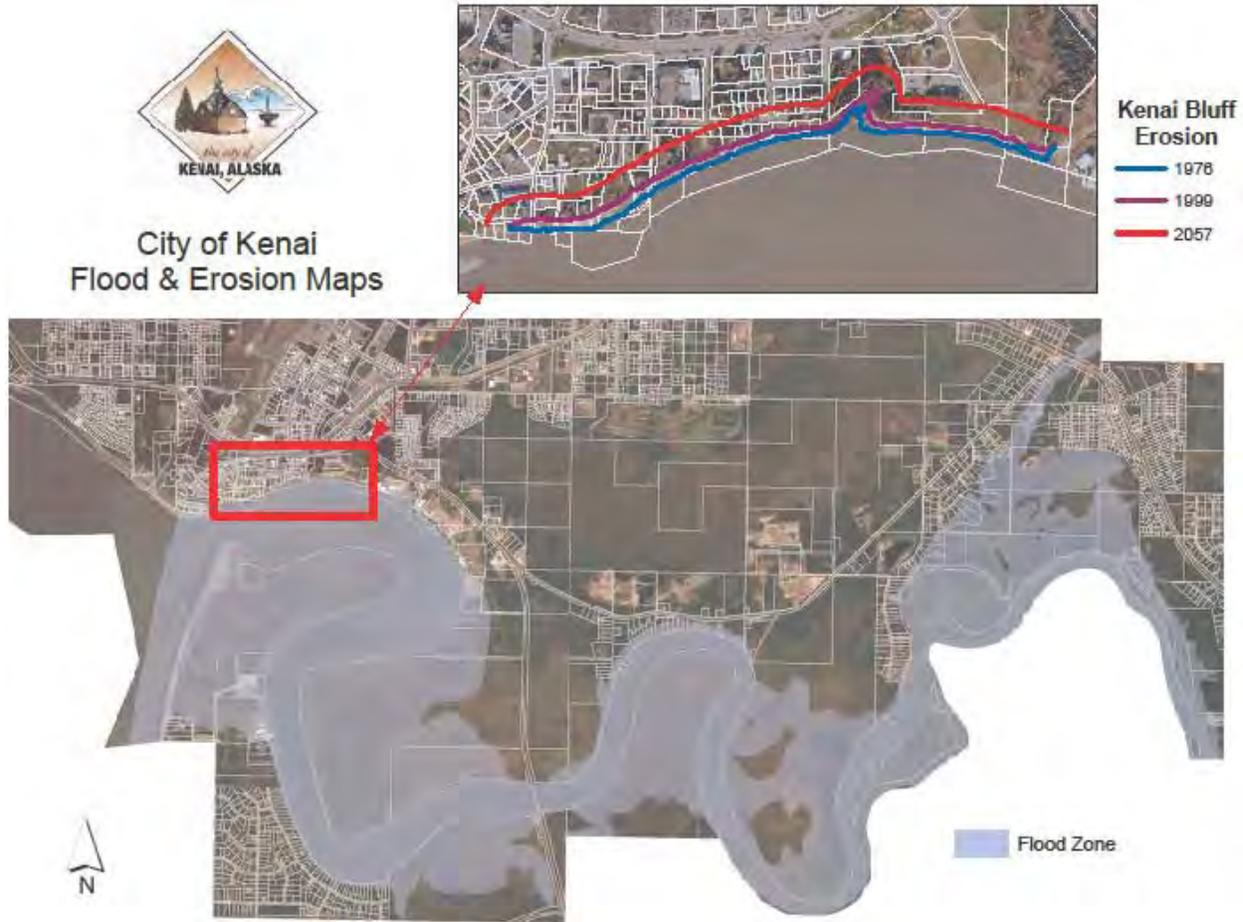 the city of
KENAI, ALASKA
City of Kenai
Flood & Erosion Maps
Kenai Bluff
Erosion
1976
1999
2057
Flood Zone
N